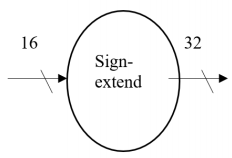 16
32
Sign-
extend